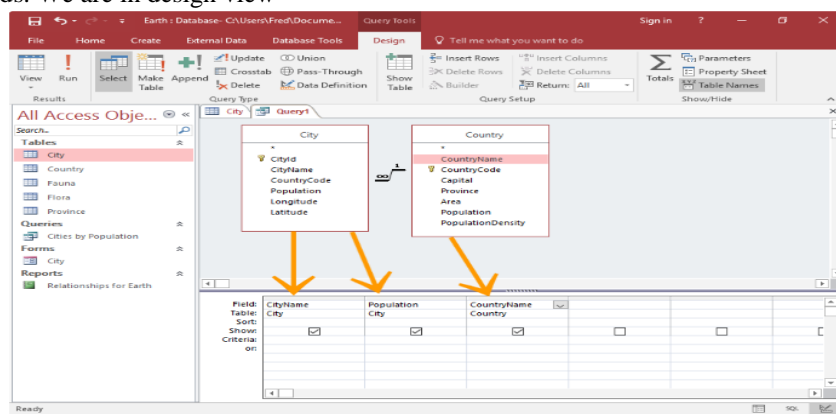 ds. We are in design view
Earth : Database- C:\Users\Fred\Docume... Query Tools Sign in ?
File Home Create External Data Database Tools Design Tell me what you want to do
View Run Select Make Table Append
Update Crosstab Delete
Union Pass-Through Data Definition
Show Table
Insert Rows Delete Rows Builder
Insert Columns Delete Columns Return: All
Totals
Parameters Property Sheet Table Names
Results Query Type Query Setup Show/Hide
All Access Obje... «
City Query1
Search..
Tables
City
Country
Fauna
Flora
Province
Queries
Cities by Population
Forms
City
Reports
Relationships for Earth
City
*
CityId
CityName
CountryCode
Population
Longitude
Latitude
∞ 1
Country
*
CountryName
CountryCode
Capital
Province
Area
Population
PopulationDensity
Field: CityName Population CountryName
Table: City City Country
Sort:
Show:
Criteria:
or:
Ready SQL